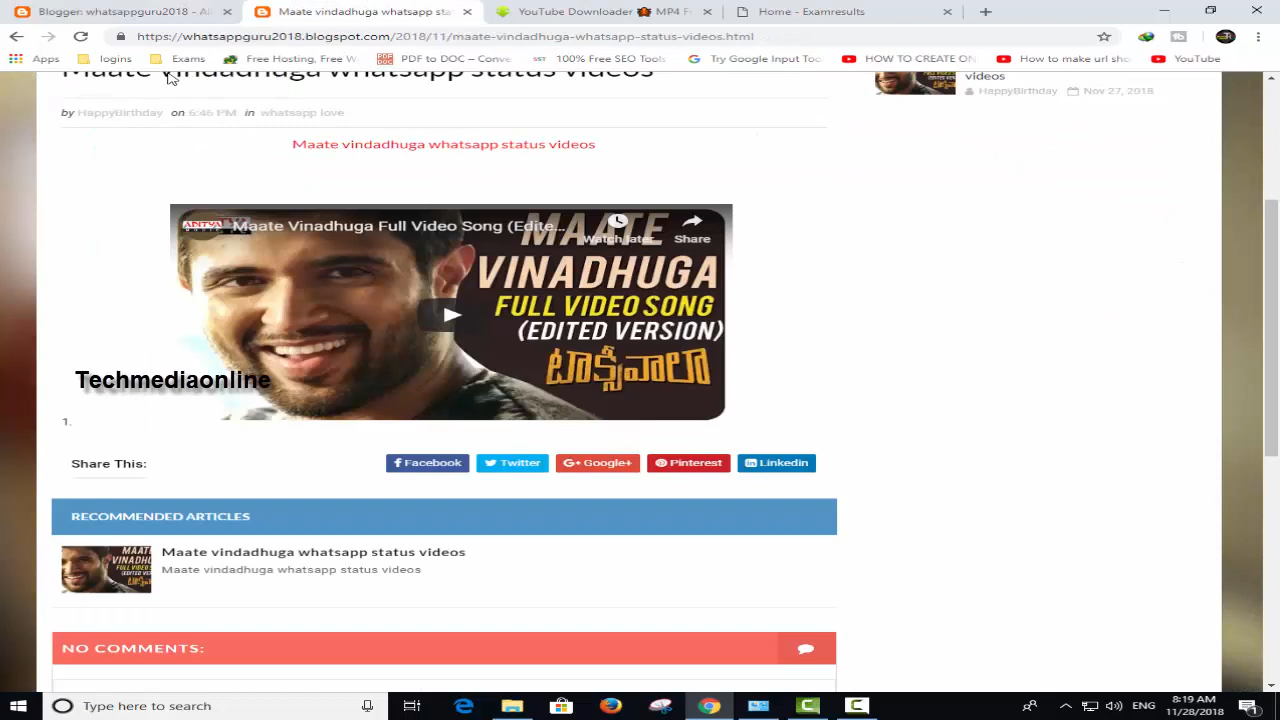 Blogger: whatsappguru2018 - All
Maate vindadhuga whatsapp sta
YouTube Downloader
MP4 F
Home - Examresults
https://whatsappguru2018.blogspot.com/2018/11/maate-vindadhuga-whatsapp-status-videos.html
Apps
logins
Exams
Free Hosting, Free W
PDF to DOC – Conve
100% Free SEO Tools
Try Google Input Too
HOW TO CREATE ON
How to make url sho
YouTube
Maate vindadhuga whatsapp status videos
videos
HappyBirthday Nov 27, 2018
by HappyBirthday on 6:46 PM in whatsapp love
Maate vindadhuga whatsapp status videos
Maate Vinadhuga Full Video Song (Edite...
Watch later
Share
MAATE
VINADHUGA
FULL VIDEO SONG
(EDITED VERSION)
టాక్సీవాలా
Techmediaonline
1.
Share This:
Facebook
Twitter
Google+
Pinterest
Linkedin
RECOMMENDED ARTICLES
Maate vindadhuga whatsapp status videos
Maate vindadhuga whatsapp status videos
NO COMMENTS:
Type here to search
ENG
8:19 AM
11/28/2018